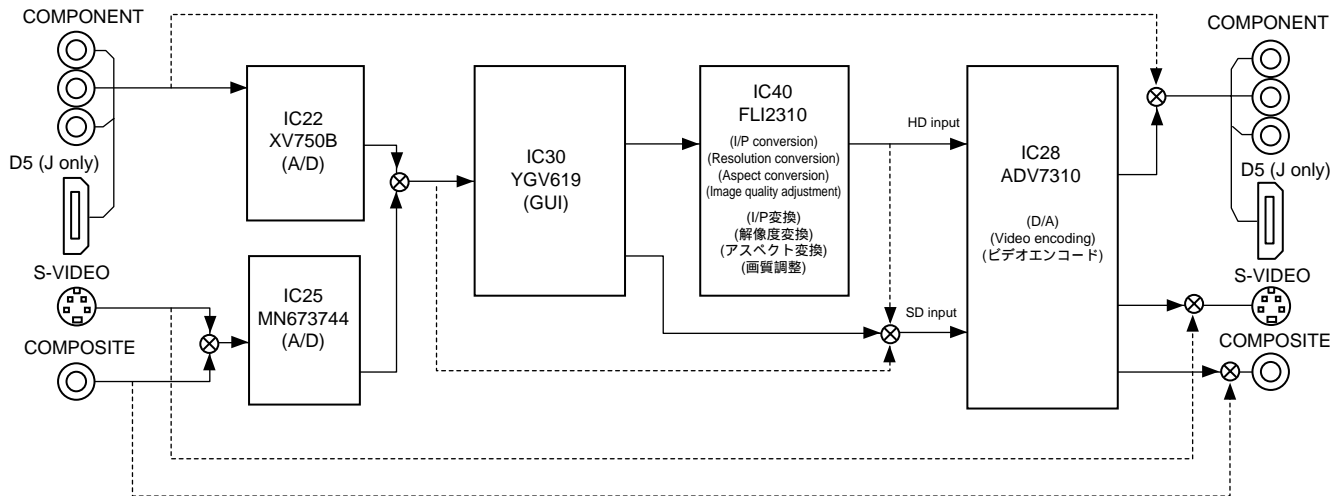 COMPONENT
D5 (J only)
S-VIDEO
COMPOSITE
IC22
XV750B
(A/D)
IC25
MN673744
(A/D)
IC30
YGV619
(GUI)
IC40
FLI2310
(I/P conversion)
(Resolution conversion)
(Aspect conversion)
(Image quality adjustment)
(I/P変換)
(解像度変換)
(アスペクト変換)
(画質調整)
HD input
SD input
IC28
ADV7310
(D/A)
(Video encoding)
(ビデオエンコード)
COMPONENT
D5 (J only)
S-VIDEO
COMPOSITE